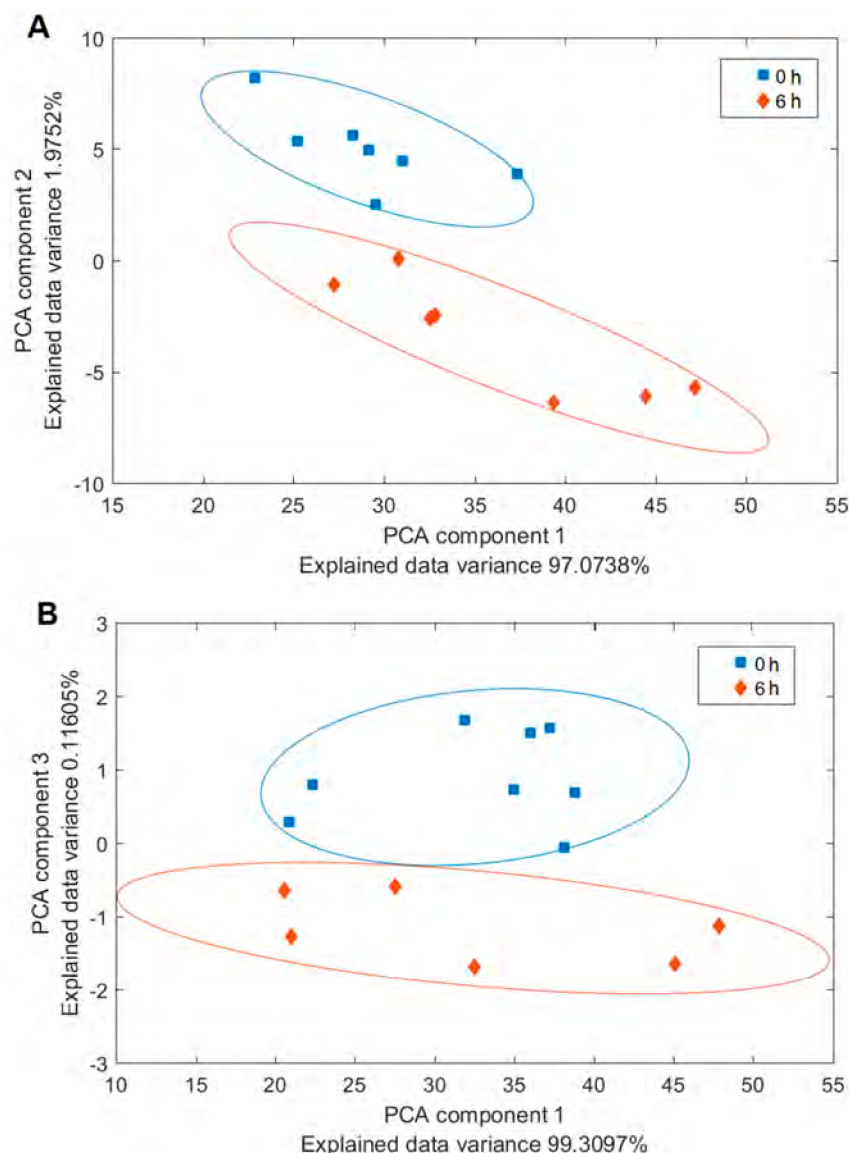 A
10
5
0
-5
-10
PCA component 2
Explained data variance 1.9752%
0 h
6 h
15 20 25 30 35 40 45 50 55
PCA component 1
Explained data variance 97.0738%
B
3
2
1
0
-1
-2
-3
PCA component 3
Explained data variance 0.11605%
0 h
6 h
10 15 20 25 30 35 40 45 50 55
PCA component 1
Explained data variance 99.3097%